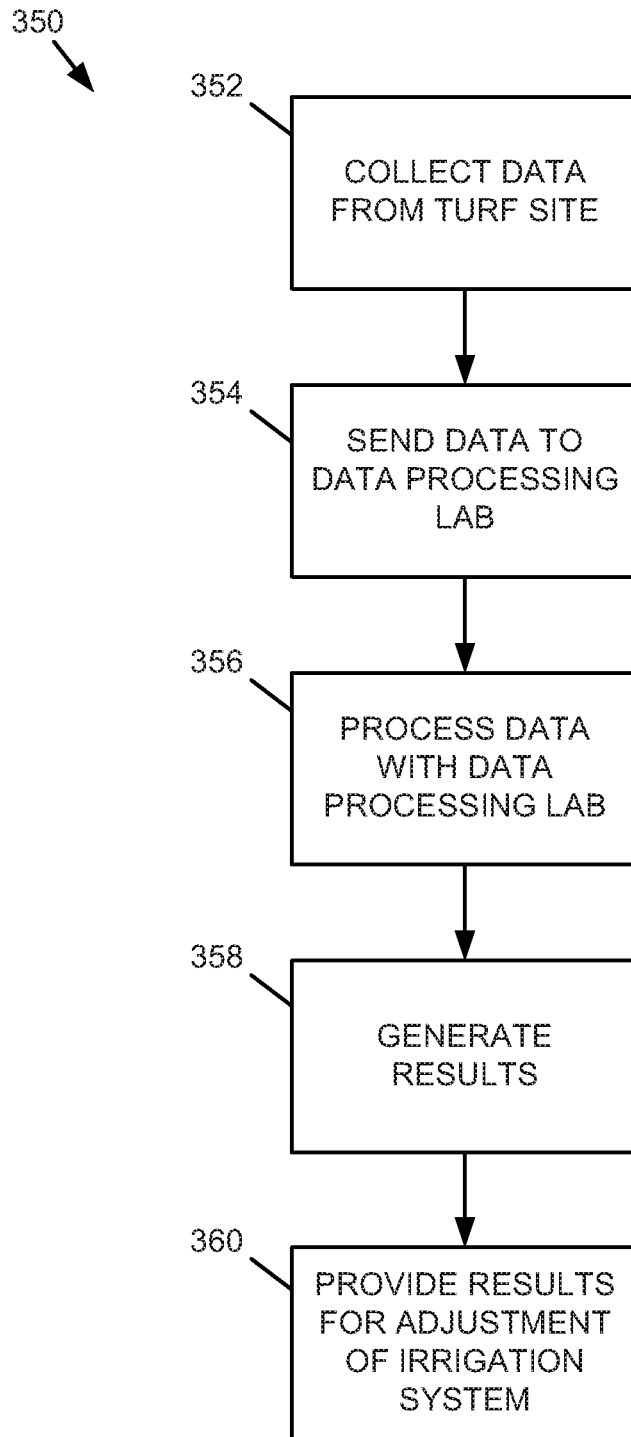 350
352
COLLECT DATA
FROM TURF SITE
354
SEND DATA TO
DATA PROCESSING
LAB
356
PROCESS DATA
WITH DATA
PROCESSING LAB
358
GENERATE
RESULTS
360
PROVIDE RESULTS
FOR ADJUSTMENT
OF IRRIGATION
SYSTEM